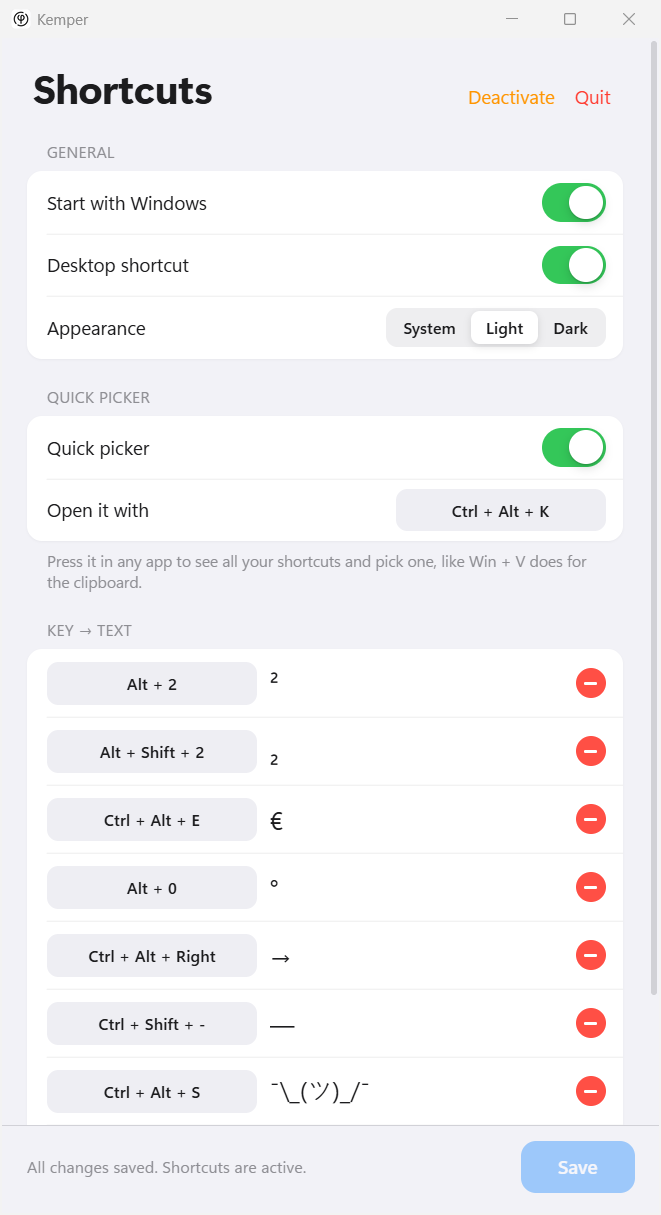 Kemper
Shortcuts
Deactivate Quit
GENERAL
Start with Windows
Desktop shortcut
Appearance System Light Dark
QUICK PICKER
Quick picker
Open it with Ctrl + Alt + K
Press it in any app to see all your shortcuts and pick one, like Win + V does for
the clipboard.
KEY → TEXT
Alt + 2 ²
Alt + Shift + 2 ₂
Ctrl + Alt + E €
Alt + 0 °
Ctrl + Alt + Right →
Ctrl + Shift + - —
Ctrl + Alt + S ¯\_(ツ)_/¯
All changes saved. Shortcuts are active. Save